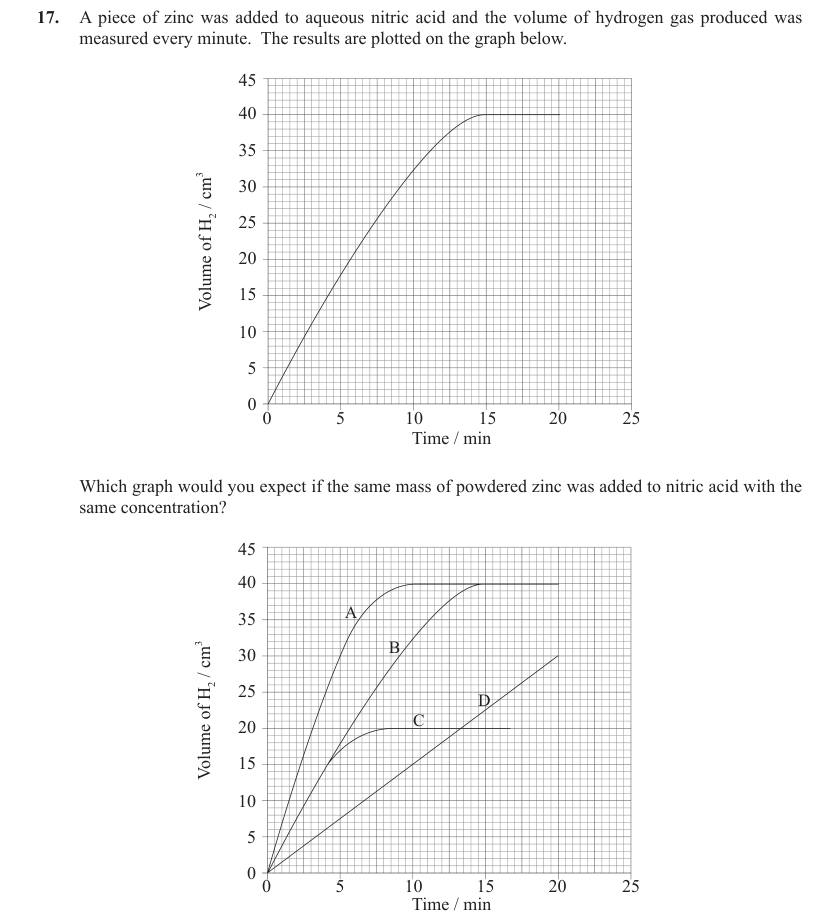 17. A piece of zinc was added to aqueous nitric acid and the volume of hydrogen gas produced was
measured every minute. The results are plotted on the graph below.
45
40
35
30
25
20
15
10
5
0
Volume of H₂ / cm³
0 5 10 15 20 25
Time / min
Which graph would you expect if the same mass of powdered zinc was added to nitric acid with the
same concentration?
45
40
35
30
25
20
15
10
5
0
Volume of H₂ / cm³
A
B
D
C
0 5 10 15 20 25
Time / min